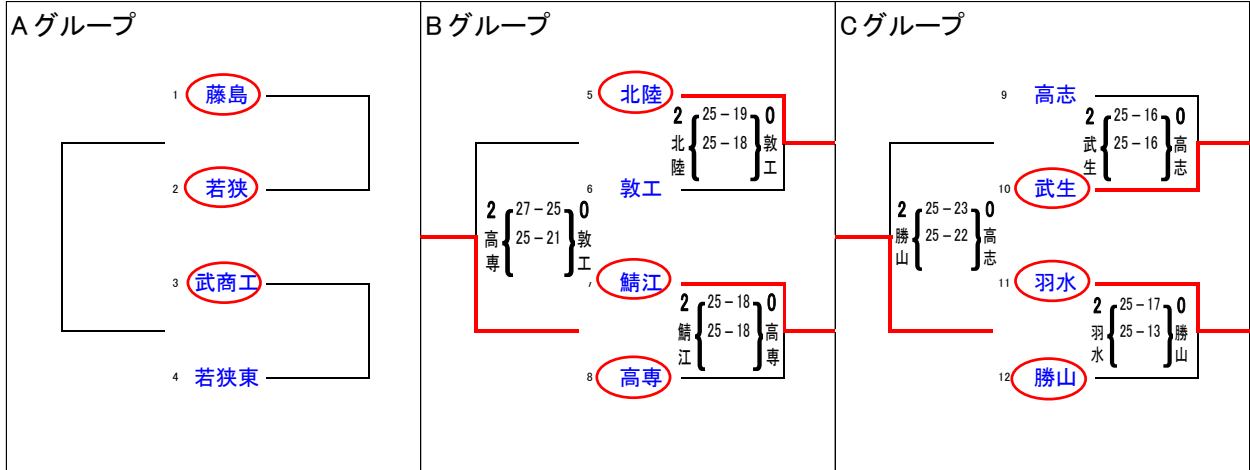 A グループ
1 藤島
2 若狭
3 武商工
4 若狭東
B グループ
5 北陸
2 北陸 25－19 0 敦工
25－18
6 敦工
2 高専 27－25 0 敦工
25－21
7 鯖江
2 鯖江 25－18 0 高専
25－18
8 高専
C グループ
9 高志
2 武生 25－16 0 高志
25－16
10 武生
2 勝山 25－23 0 高志
25－22
11 羽水
2 羽水 25－17 0 勝山
25－13
12 勝山